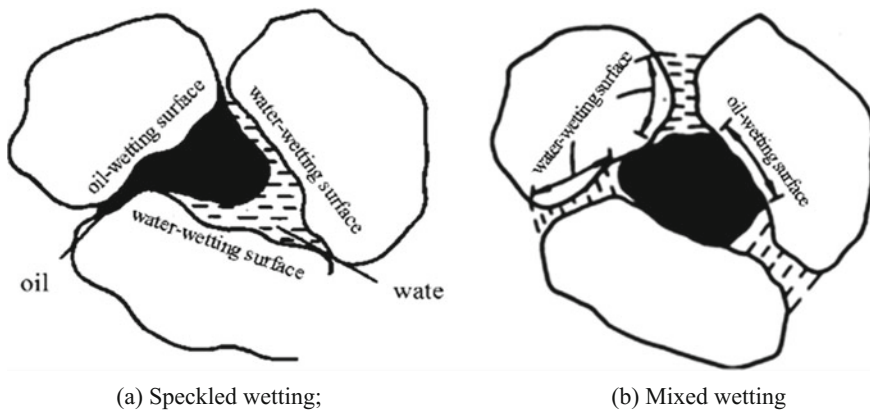 oil-wetting surface
water-wetting surface
water-wetting surface
oil
wate
water-wetting surface
oil-wetting surface
(a) Speckled wetting;
(b) Mixed wetting